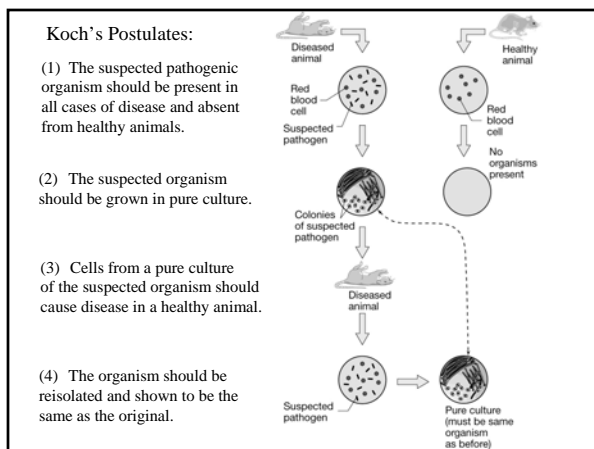 Koch's Postulates:
(1) The suspected pathogenic
organism should be present in
all cases of disease and absent
from healthy animals.
(2) The suspected organism
should be grown in pure culture.
(3) Cells from a pure culture
of the suspected organism should
cause disease in a healthy animal.
(4) The organism should be
reisolated and shown to be the
same as the original.
Diseased
animal
Healthy
animal
Red
blood
cell
Suspected
pathogen
Red
blood
cell
No
organisms
present
Colonies
of suspected
pathogen
Diseased
animal
Suspected
pathogen
Pure culture
(must be same
organism
as before)